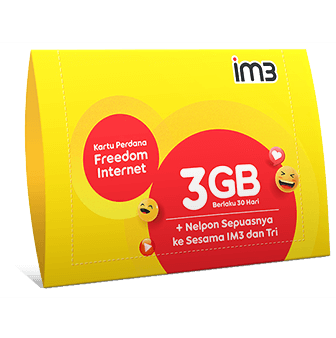 im3
Kartu Perdana
Freedom
Internet
3GB
Berlaku 30 Hari
+ Nelpon Sepuasnya
ke Sesama IM3 dan Tri